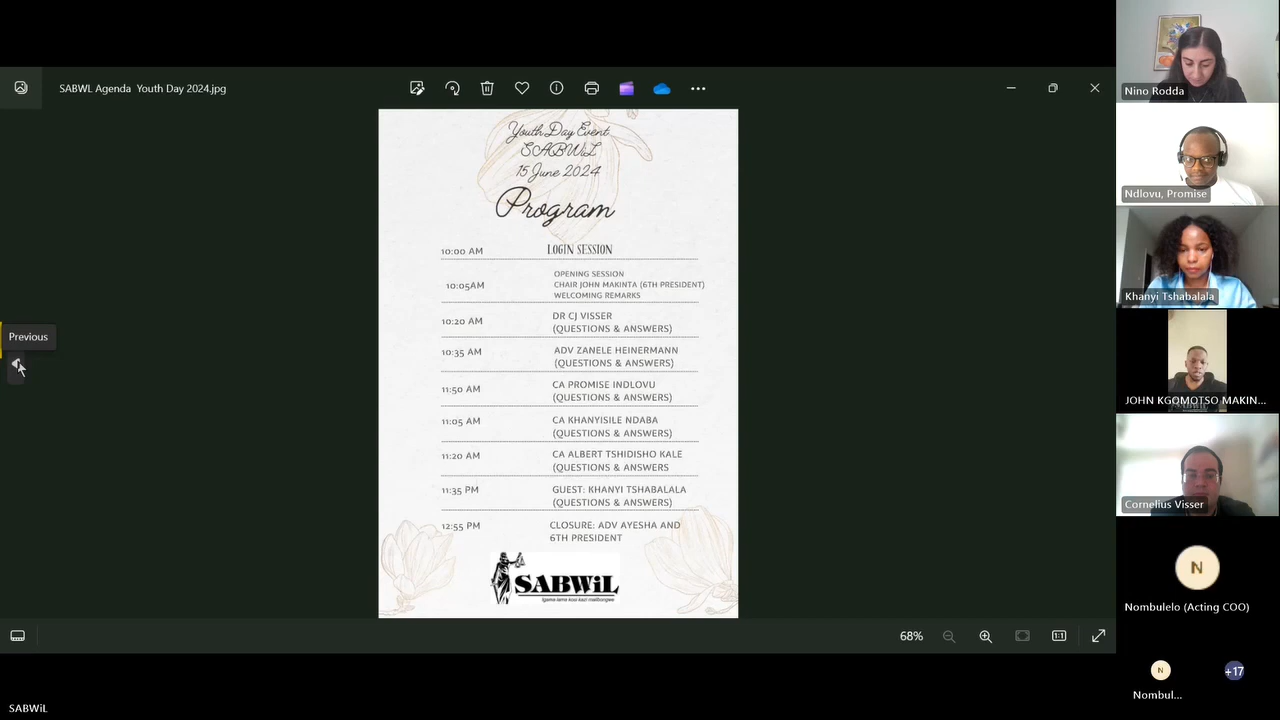 SABWL Agenda Youth Day 2024.jpg
Youth Day Event
SABWiL
15 June 2024
Program
10:00 AM LOGIN SESSION
OPENING SESSION
10:05AM CHAIR JOHN MAKINTA (6TH PRESIDENT)
WELCOMING REMARKS
10:20 AM DR CJ VISSER
(QUESTIONS & ANSWERS)
10:35 AM ADV ZANELE HEINERMANN
(QUESTIONS & ANSWERS)
11:50 AM CA PROMISE INDLOVU
(QUESTIONS & ANSWERS)
11:05 AM CA KHANYISILE NDABA
(QUESTIONS & ANSWERS)
11:20 AM CA ALBERT TSHIDISHO KALE
(QUESTIONS & ANSWERS
11:35 PM GUEST: KHANYI TSHABALALA
(QUESTIONS & ANSWERS)
12:55 PM CLOSURE: ADV AYESHA AND
6TH PRESIDENT
SABWiL
Previous
68%
1:1
SABWiL
Nino Rodda
Ndlovu, Promise
Khanyi Tshabalala
JOHN KGOMOTSO MAKIN...
Cornelius Visser
N
Nombulelo (Acting COO)
N
+17
Nombul...